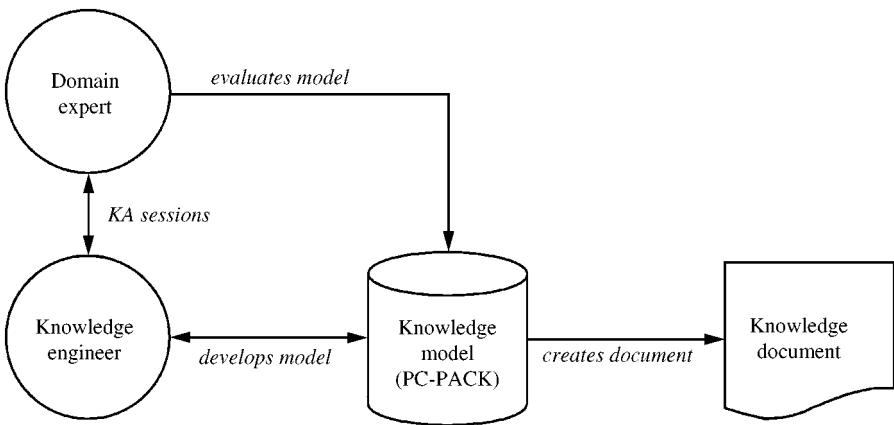 Domain
expert
evaluates model
KA sessions
Knowledge
engineer
develops model
Knowledge
model
(PC-PACK)
creates document
Knowledge
document